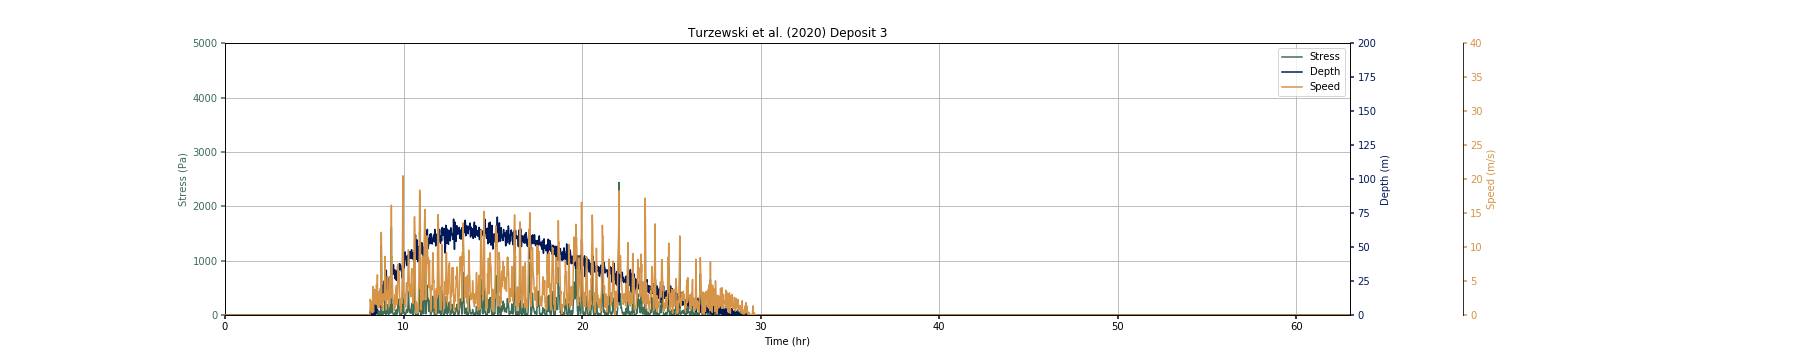 Turzewski et al. (2020) Deposit 3
Stress (Pa)
5000
4000
3000
2000
1000
0
Stress
Depth
Speed
200
175
150
125
100
75
50
25
0
Depth (m)
40
35
30
25
20
15
10
5
0
Speed (m/s)
0 10 20 30 40 50 60
Time (hr)